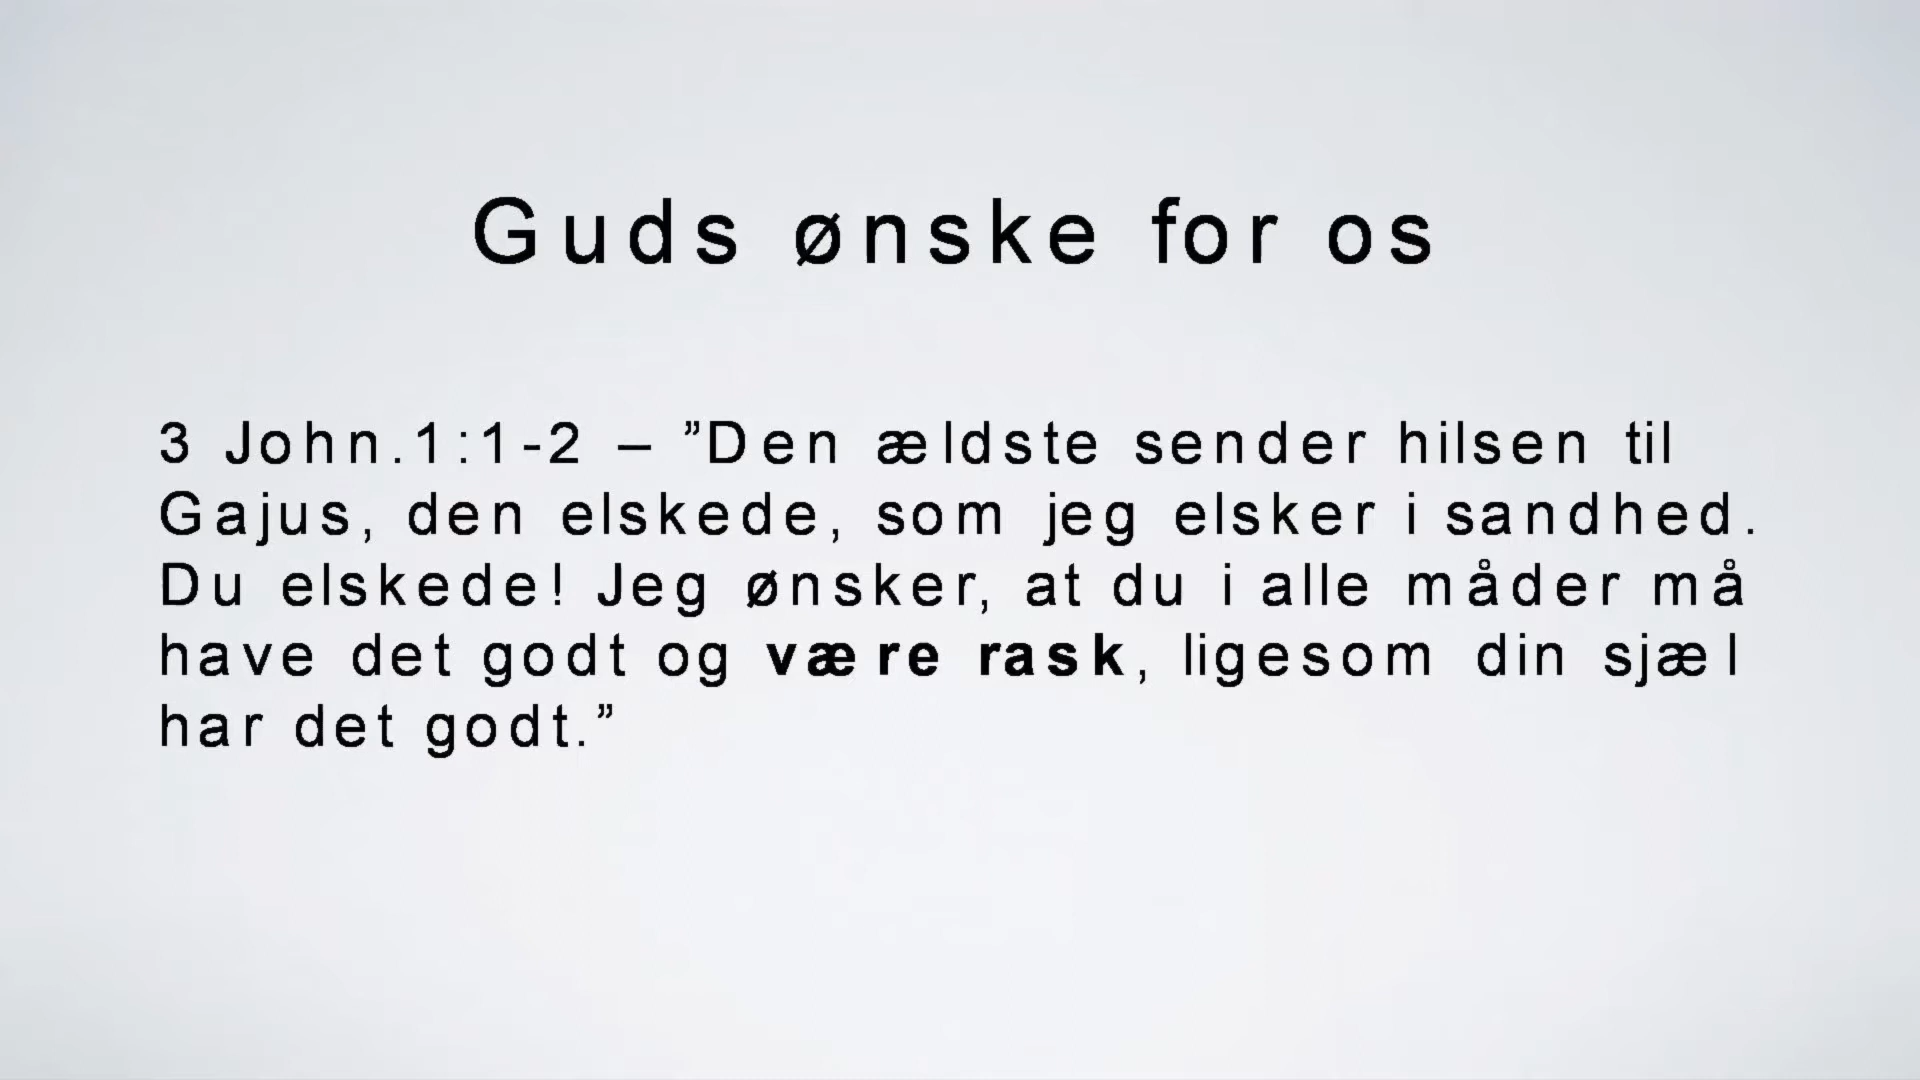 Guds ønske for os
3 John.1:1-2 – ”Den ældste sender hilsen til
Gajus, den elskede, som jeg elsker i sandhed.
Du elskede! Jeg ønsker, at du i alle måder må
have det godt og være rask, ligesom din sjæl
har det godt.”